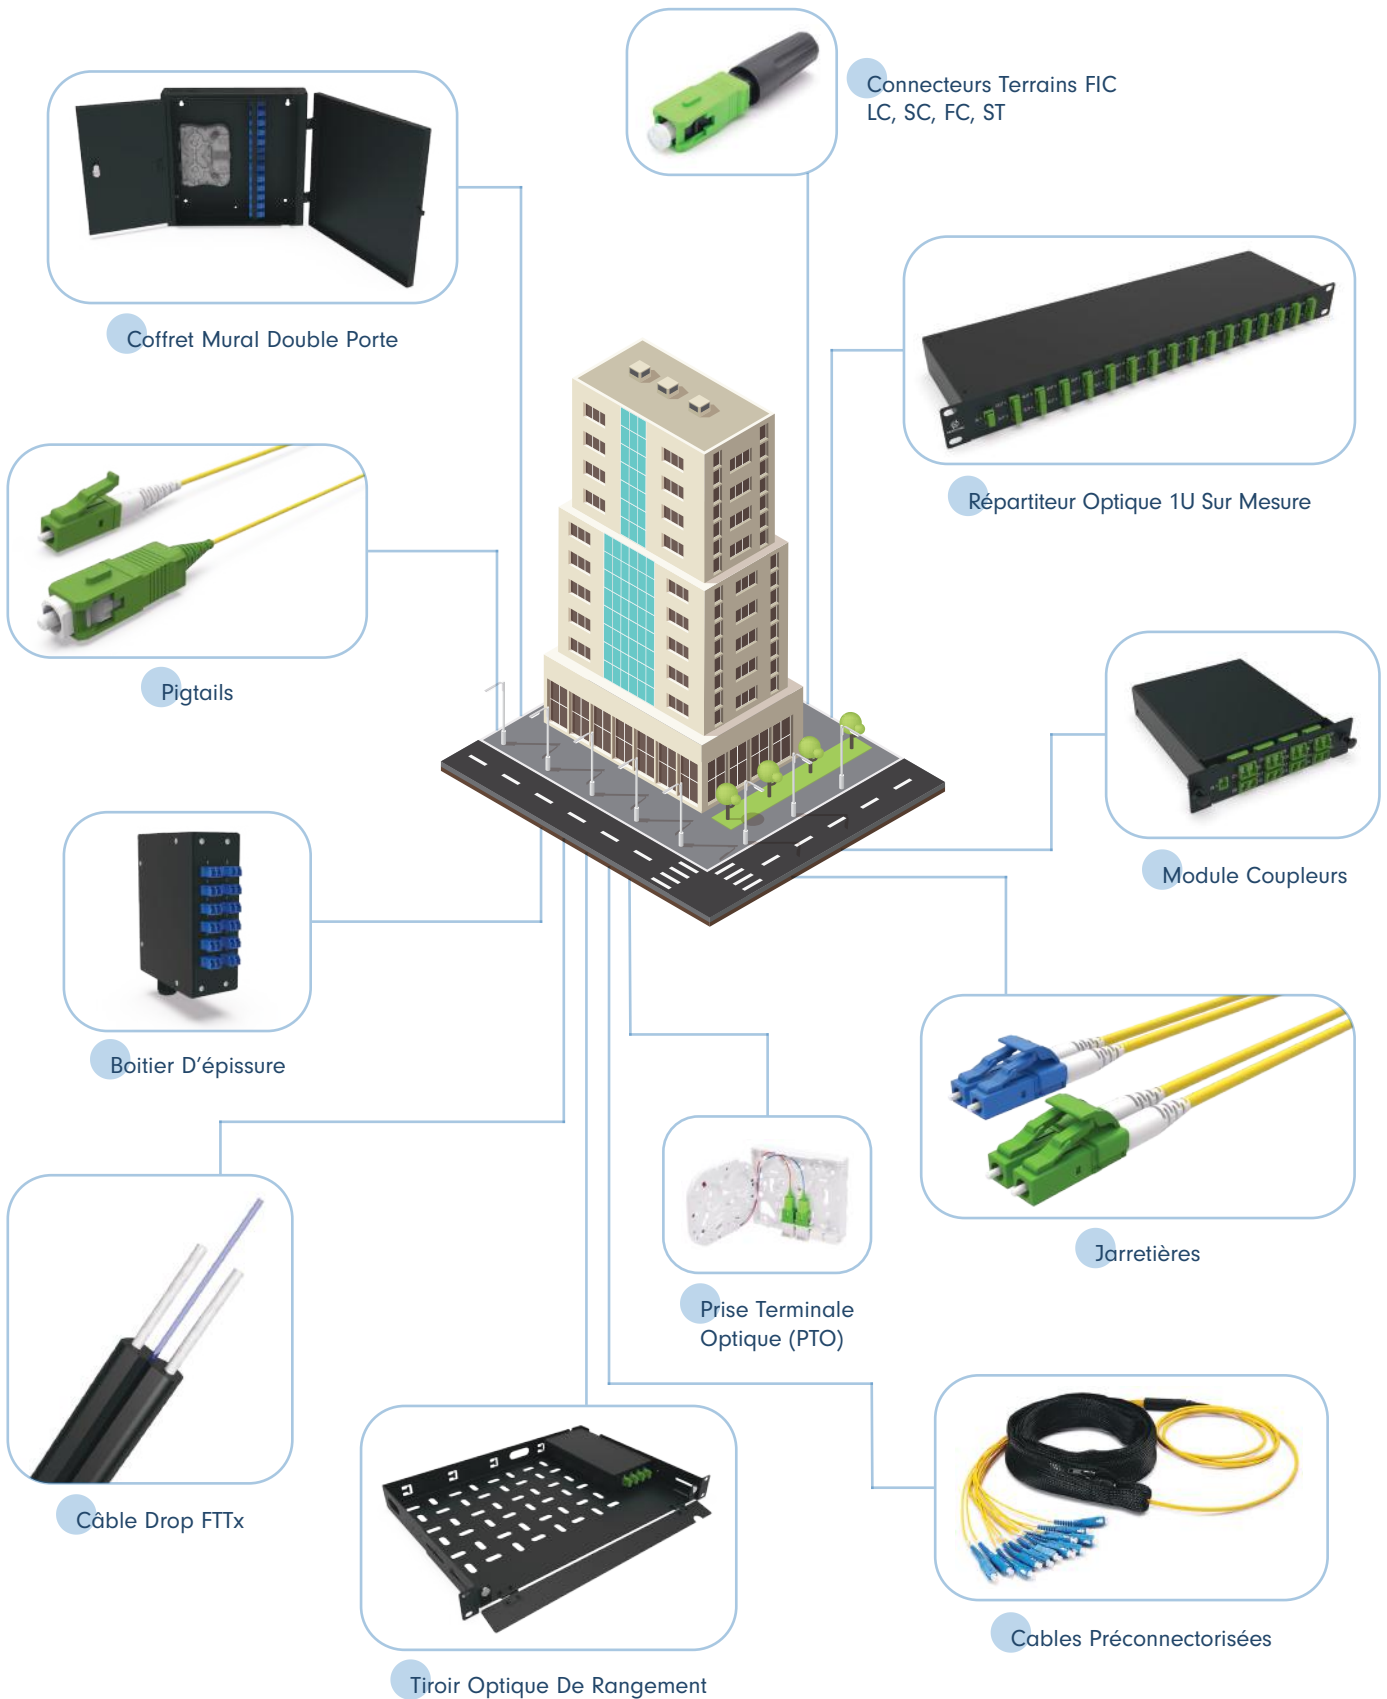 Connecteurs Terrains FIC
LC, SC, FC, ST
Coffret Mural Double Porte
Répartiteur Optique 1U Sur Mesure
Pigtails
Module Coupleurs
Boitier D'épissure
Jarretières
Prise Terminale
Optique (PTO)
Câble Drop FTTx
Cables Préconnectorisées
Tiroir Optique De Rangement